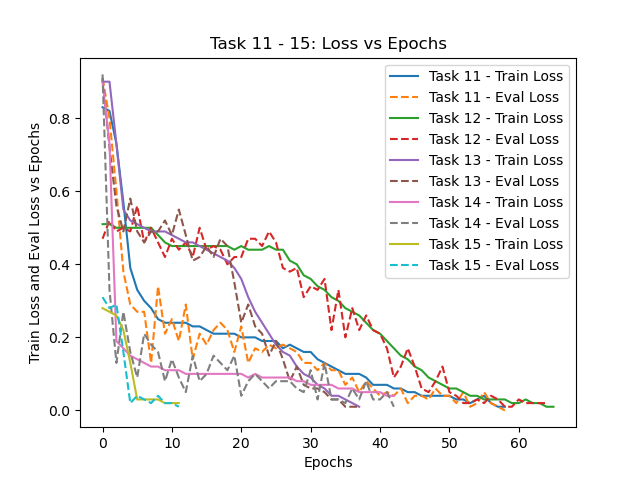 Task 11 - 15: Loss vs Epochs
Train Loss and Eval Loss vs Epochs
0.8
0.6
0.4
0.2
0.0
Task 11 - Train Loss
Task 11 - Eval Loss
Task 12 - Train Loss
Task 12 - Eval Loss
Task 13 - Train Loss
Task 13 - Eval Loss
Task 14 - Train Loss
Task 14 - Eval Loss
Task 15 - Train Loss
Task 15 - Eval Loss
0 10 20 30 40 50 60
Epochs